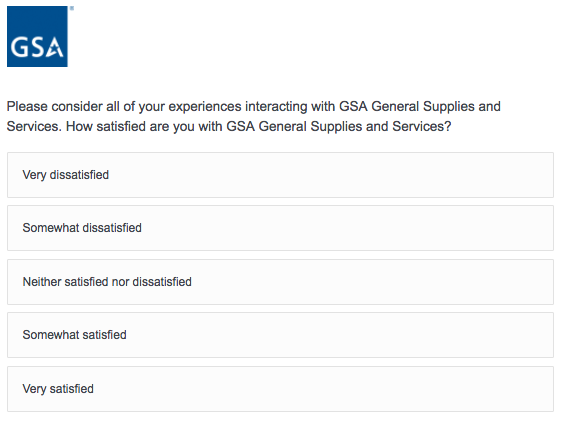 GSA
Please consider all of your experiences interacting with GSA General Supplies and
Services. How satisfied are you with GSA General Supplies and Services?
Very dissatisfied
Somewhat dissatisfied
Neither satisfied nor dissatisfied
Somewhat satisfied
Very satisfied